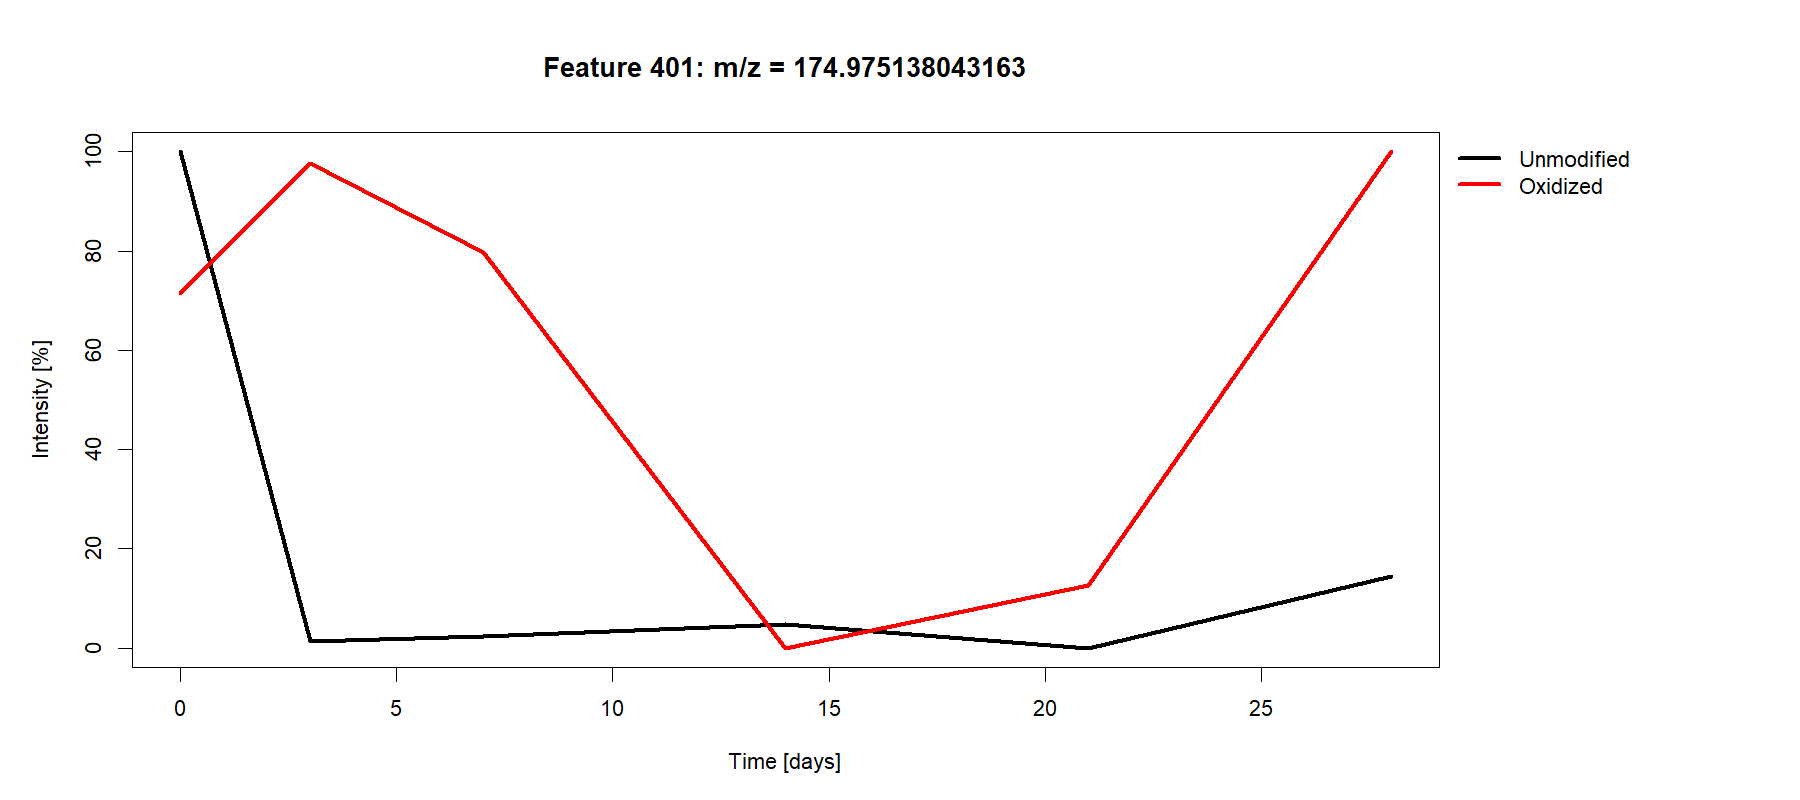 Feature 401: m/z = 174.975138043163
Unmodified
Oxidized
Intensity [%]
100
80
60
40
20
0
0 5 10 15 20 25
Time [days]